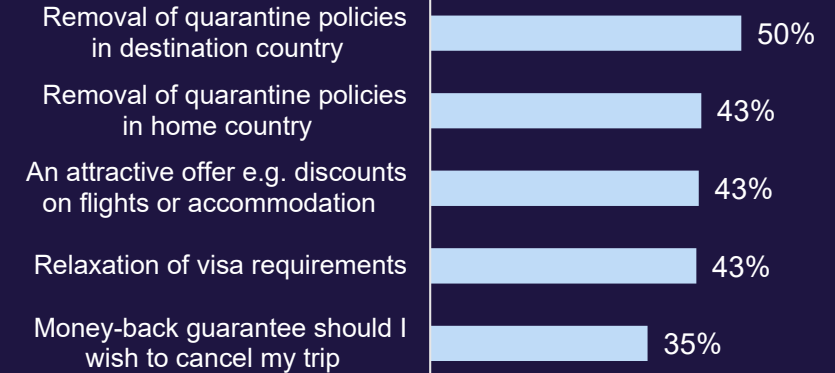 Removal of quarantine policies
in destination country
50%
Removal of quarantine policies
in home country
43%
An attractive offer e.g. discounts
on flights or accommodation
43%
Relaxation of visa requirements
43%
Money-back guarantee should I
wish to cancel my trip
35%